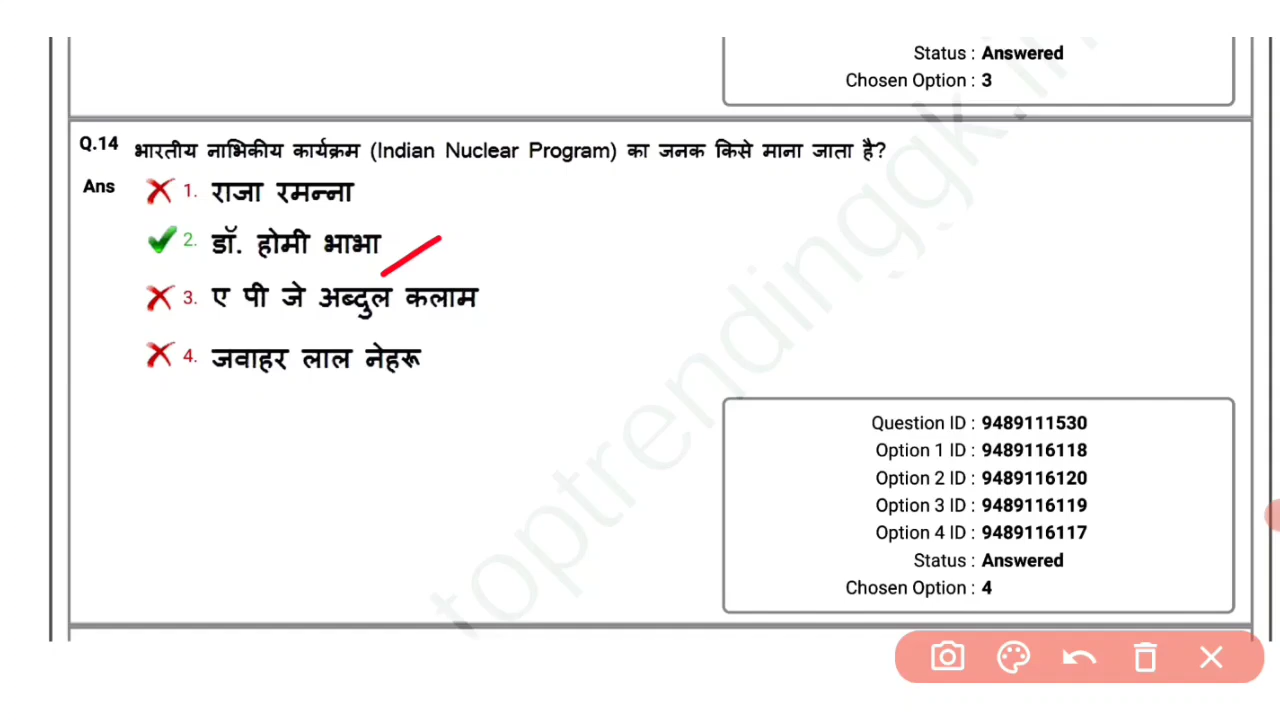 Status : Answered
Chosen Option : 3
Q.14 भारतीय नाभिकीय कार्यक्रम (Indian Nuclear Program) का जनक किसे माना जाता है?
Ans 1. राजा रमन्ना
2. डॉ. होमी भाभा
3. ए पी जे अब्दुल कलाम
4. जवाहर लाल नेहरू
Question ID : 9489111530
Option 1 ID : 9489116118
Option 2 ID : 9489116120
Option 3 ID : 9489116119
Option 4 ID : 9489116117
Status : Answered
Chosen Option : 4
toptrendinggk.in